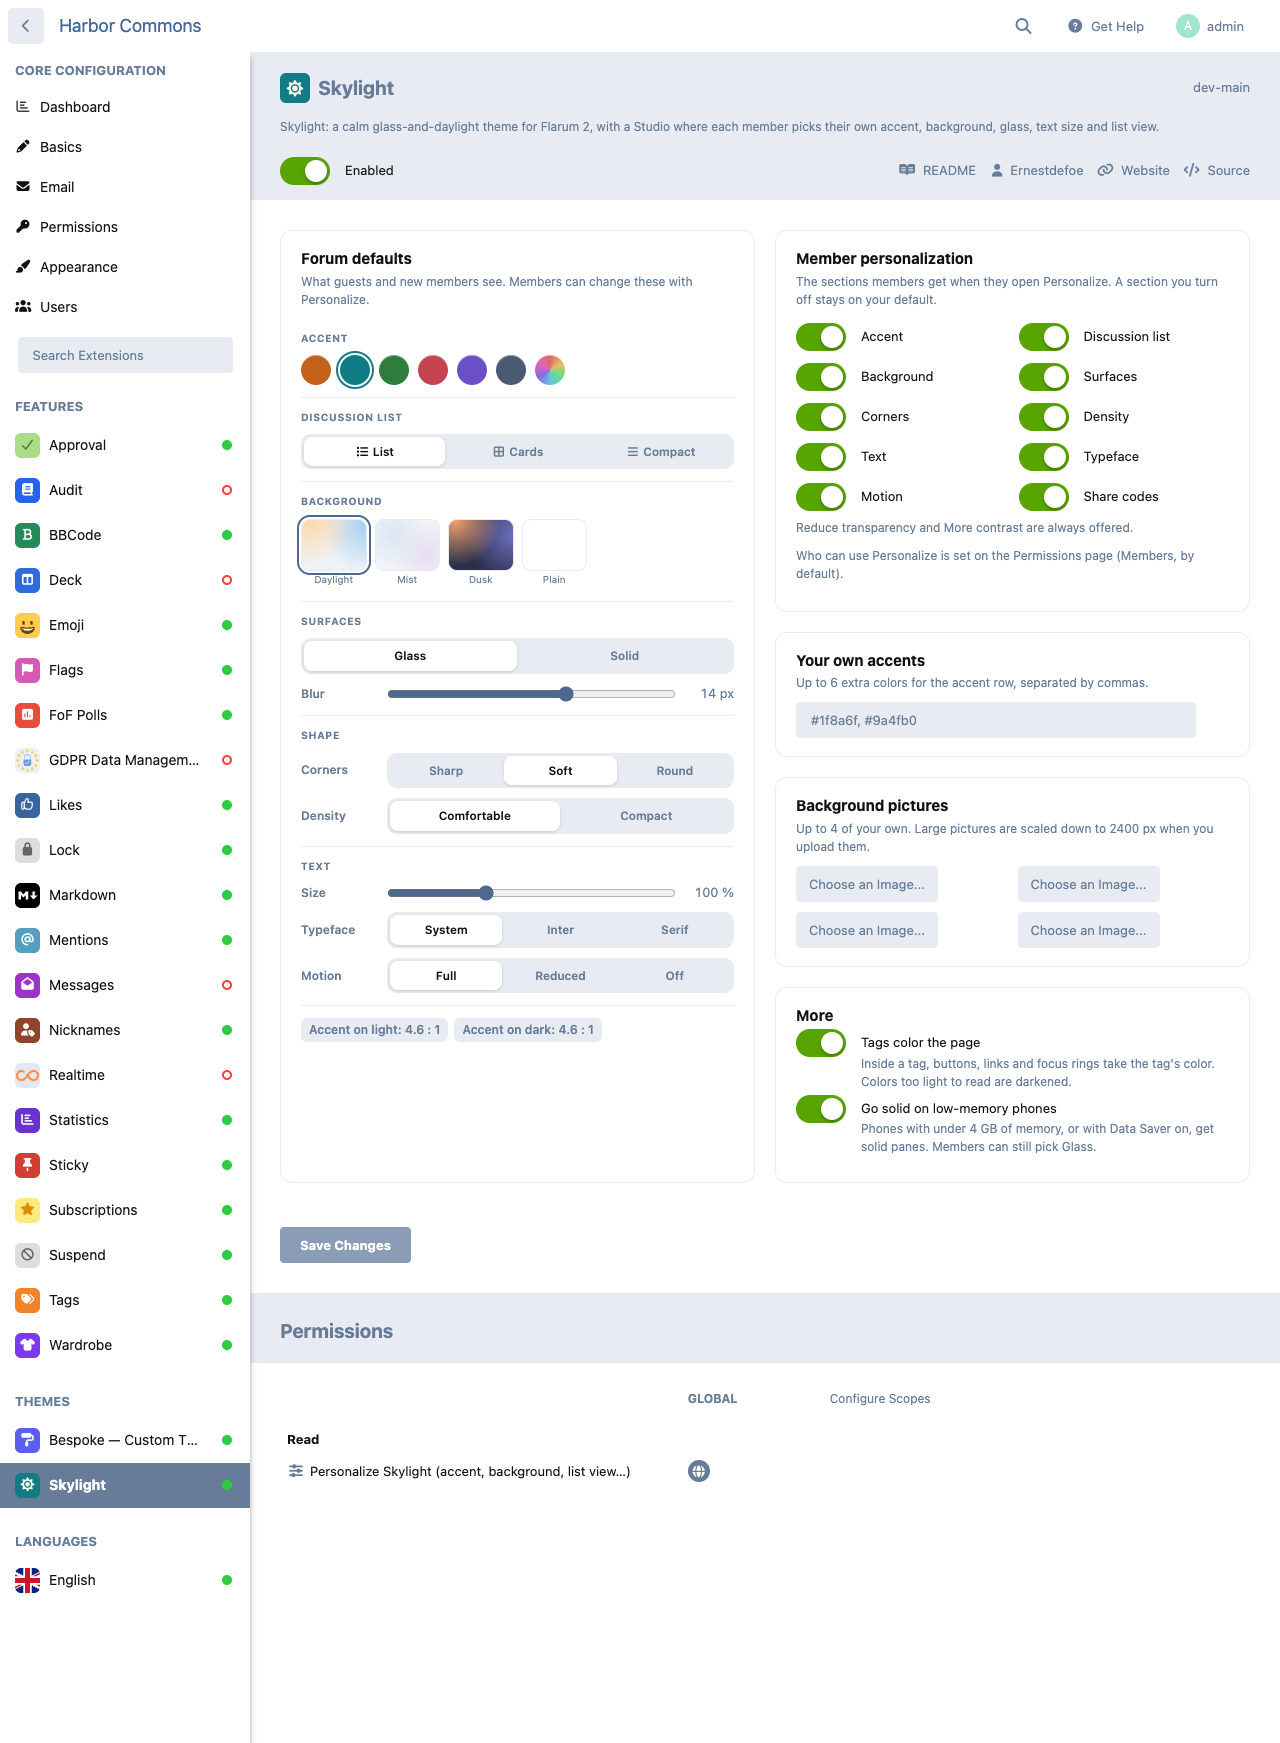 Harbor Commons
Get Help
A
admin
CORE CONFIGURATION
Dashboard
Basics
Email
Permissions
Appearance
Users
Search Extensions
FEATURES
Approval
Audit
B
BBCode
Deck
Emoji
Flags
FoF Polls
GDPR Data Managem...
Likes
Lock
M
Markdown
@
Mentions
Messages
Nicknames
Realtime
Statistics
Sticky
Subscriptions
Suspend
Tags
Wardrobe
THEMES
Bespoke — Custom T...
Skylight
LANGUAGES
English
Skylight
dev-main
Skylight: a calm glass-and-daylight theme for Flarum 2, with a Studio where each member picks their own accent, background, glass, text size and list view.
Enabled
README
Ernestdefoe
Website
Source
Forum defaults
What guests and new members see. Members can change these with
Personalize.
ACCENT
DISCUSSION LIST
List
Cards
Compact
BACKGROUND
Daylight
Mist
Dusk
Plain
SURFACES
Glass
Solid
Blur
14 px
SHAPE
Corners
Sharp
Soft
Round
Density
Comfortable
Compact
TEXT
Size
100 %
Typeface
System
Inter
Serif
Motion
Full
Reduced
Off
Accent on light: 4.6 : 1
Accent on dark: 4.6 : 1
Member personalization
The sections members get when they open Personalize. A section you turn
off stays on your default.
Accent
Discussion list
Background
Surfaces
Corners
Density
Text
Typeface
Motion
Share codes
Reduce transparency and More contrast are always offered.
Who can use Personalize is set on the Permissions page (Members, by
default).
Your own accents
Up to 6 extra colors for the accent row, separated by commas.
#1f8a6f, #9a4fb0
Background pictures
Up to 4 of your own. Large pictures are scaled down to 2400 px when you
upload them.
Choose an Image...
Choose an Image...
Choose an Image...
Choose an Image...
More
Tags color the page
Inside a tag, buttons, links and focus rings take the tag's color.
Colors too light to read are darkened.
Go solid on low-memory phones
Phones with under 4 GB of memory, or with Data Saver on, get
solid panes. Members can still pick Glass.
Save Changes
Permissions
GLOBAL
Configure Scopes
Read
Personalize Skylight (accent, background, list view...)